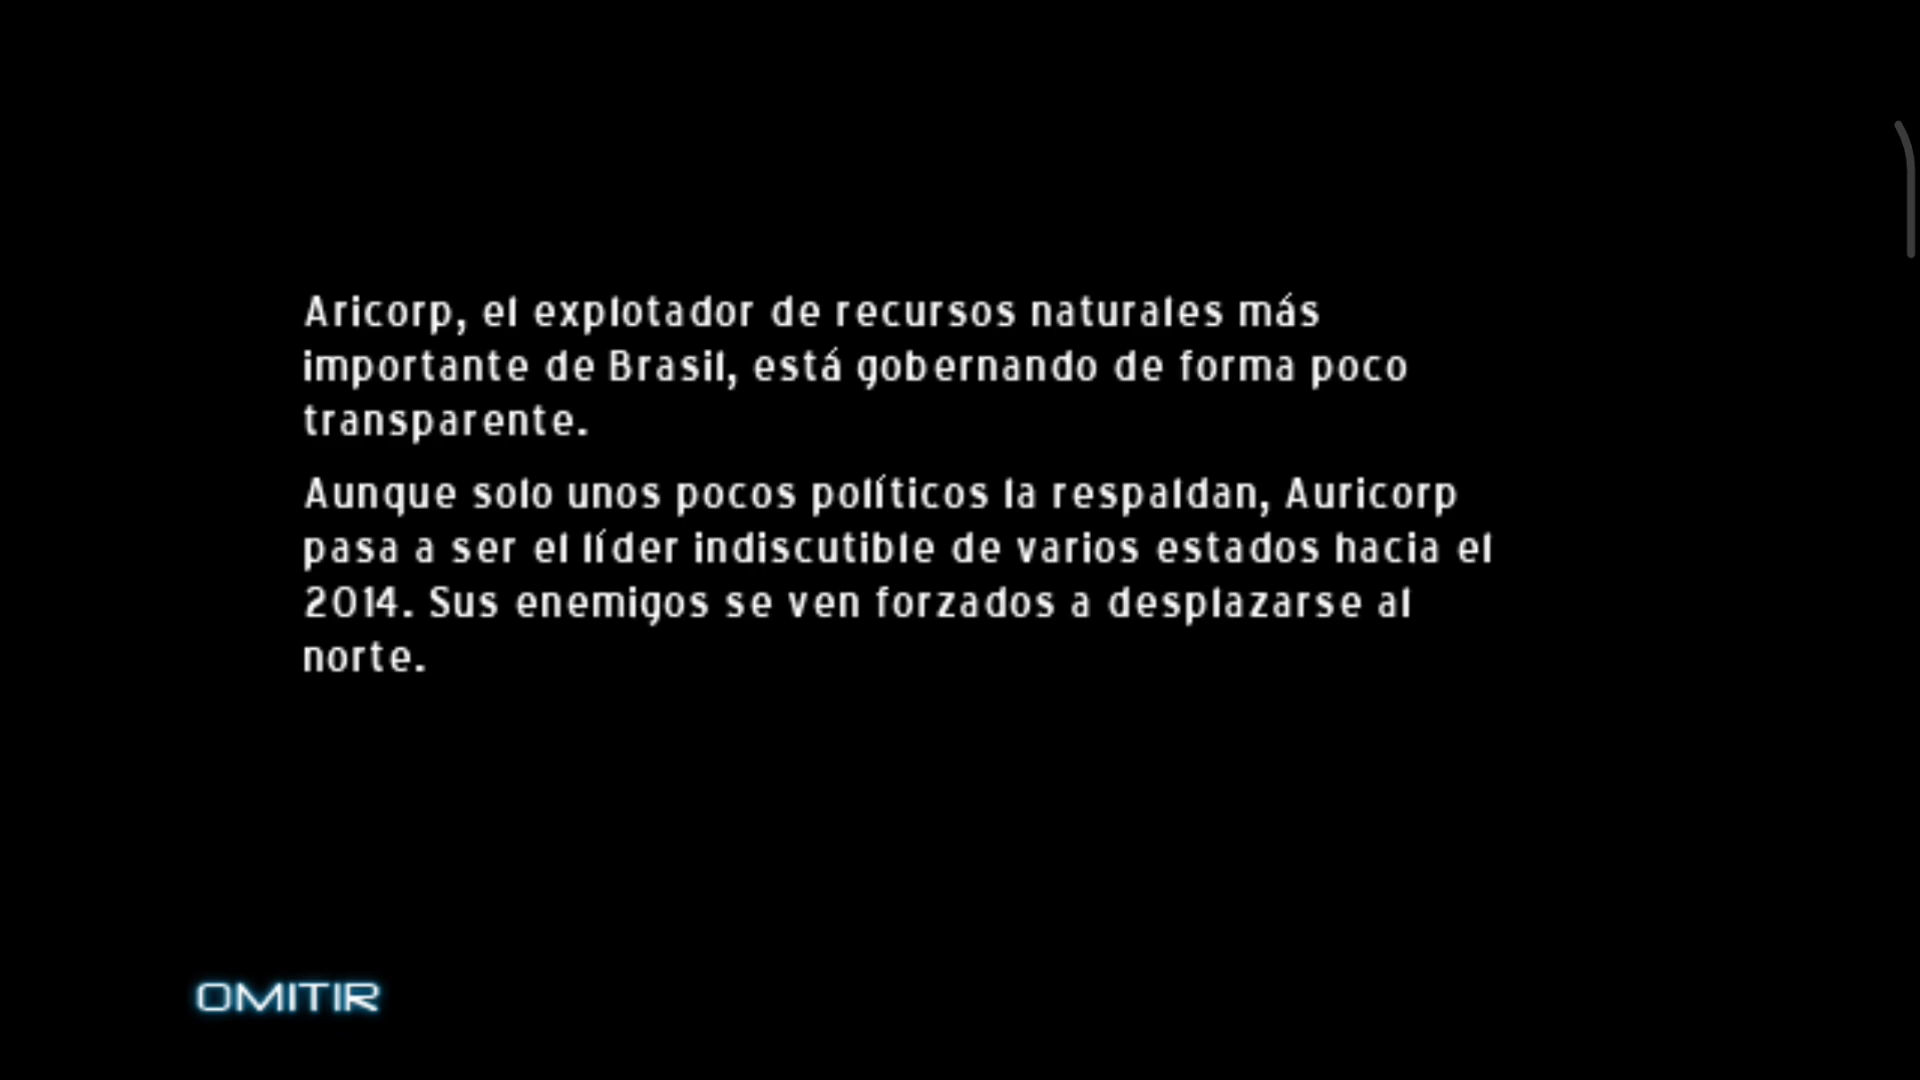 Aricorp, el explotador de recursos naturales más
importante de Brasil, está gobernando de forma poco
transparente.
Aunque solo unos pocos políticos la respaldan, Auricorp
pasa a ser el líder indiscutible de varios estados hacia el
2014. Sus enemigos se ven forzados a desplazarse al
norte.
OMITIR